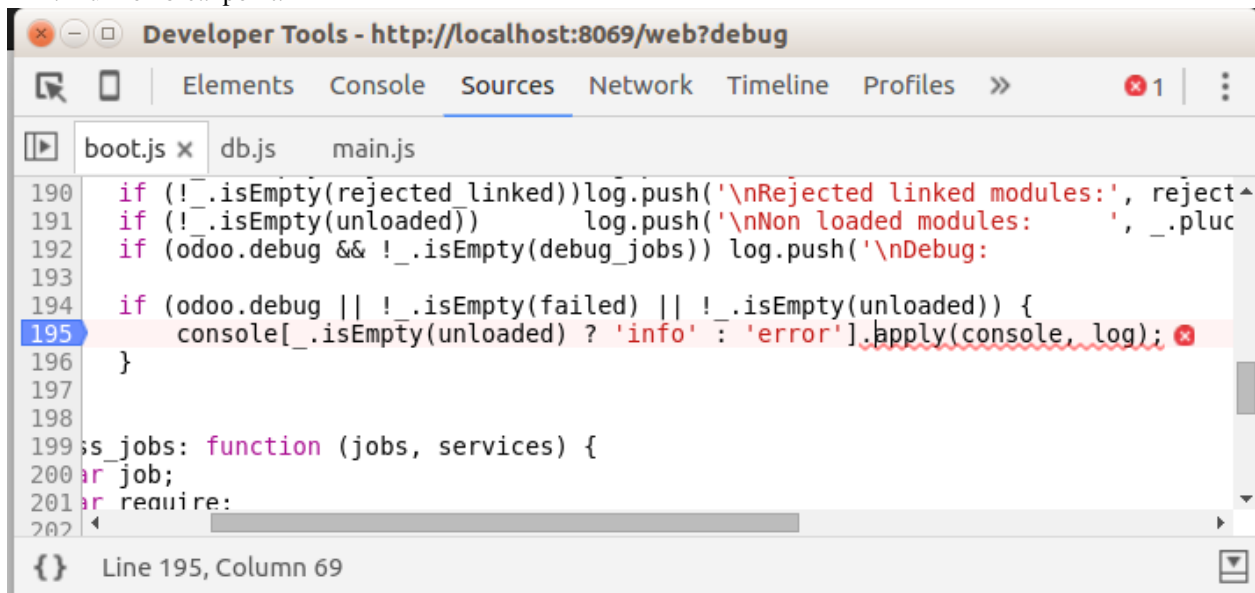 Developer Tools - http://localhost:8069/web?debug
Elements Console Sources Network Timeline Profiles » 1
boot.js × db.js main.js
190 if (!_.isEmpty(rejected_linked))log.push('\nRejected linked modules:', reject
191 if (!_.isEmpty(unloaded)) log.push('\nNon loaded modules: ', _.pluc
192 if (odoo.debug && !_.isEmpty(debug_jobs)) log.push('\nDebug:
193
194 if (odoo.debug || !_.isEmpty(failed) || !_.isEmpty(unloaded)) {
195 console[_.isEmpty(unloaded) ? 'info' : 'error'].apply(console, log);
196 }
197
198
199 ss_jobs: function (jobs, services) {
200 ar job;
201 ar require;
202
{} Line 195, Column 69